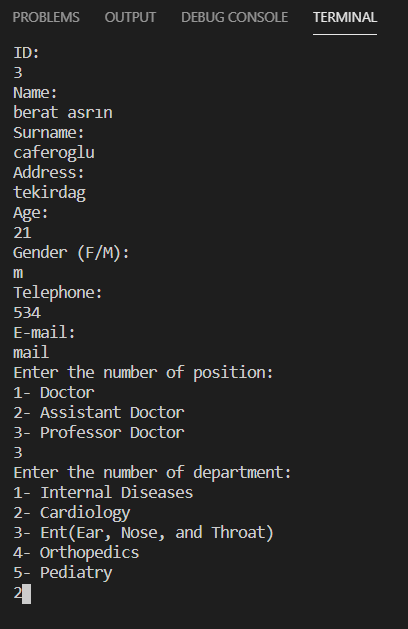 PROBLEMS OUTPUT DEBUG CONSOLE TERMINAL
ID:
3
Name:
berat asrın
Surname:
caferoglu
Address:
tekirdag
Age:
21
Gender (F/M):
m
Telephone:
534
E-mail:
mail
Enter the number of position:
1- Doctor
2- Assistant Doctor
3- Professor Doctor
3
Enter the number of department:
1- Internal Diseases
2- Cardiology
3- Ent(Ear, Nose, and Throat)
4- Orthopedics
5- Pediatry
2